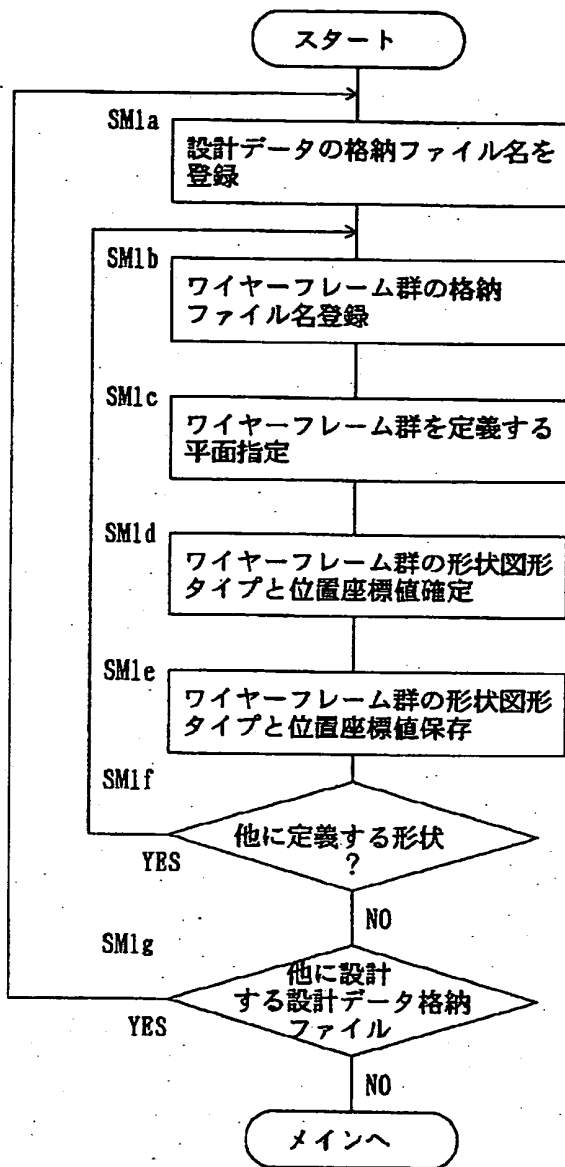 スタート
SM1a
設計データの格納ファイル名を
登録
SM1b
ワイヤーフレーム群の格納
ファイル名登録
SM1c
ワイヤーフレーム群を定義する
平面指定
SM1d
ワイヤーフレーム群の形状図形
タイプと位置座標値確定
SM1e
ワイヤーフレーム群の形状図形
タイプと位置座標値保存
SM1f
他に定義する形状
?
YES
NO
SM1g
他に設計
する設計データ格納
ファイル
YES
NO
メインへ